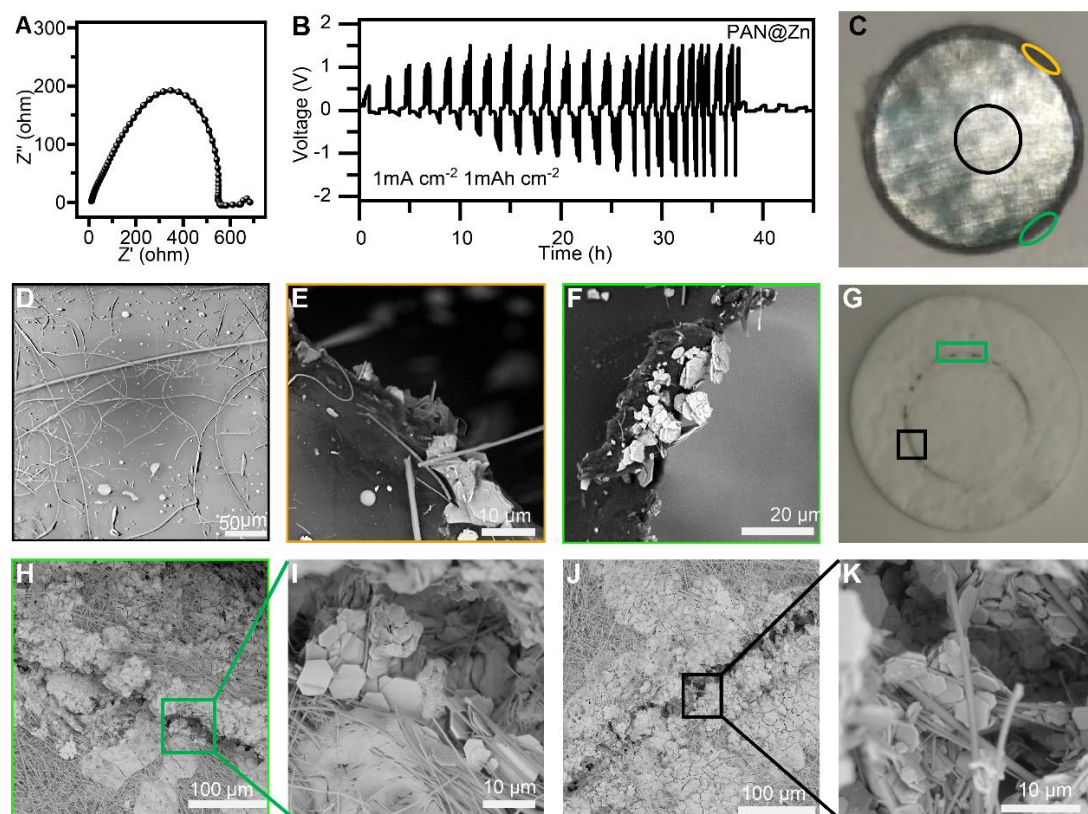 A
300
200
100
0
Z'' (ohm)
0 200 400 600
Z' (ohm)
B
PAN@Zn
2
1
0
-1
-2
Voltage (V)
1mA cm⁻² 1mAh cm⁻²
0 10 20 30 40
Time (h)
C
D
50μm
E
10 μm
F
20 μm
G
H
100 μm
I
10 μm
J
100 μm
K
10 μm